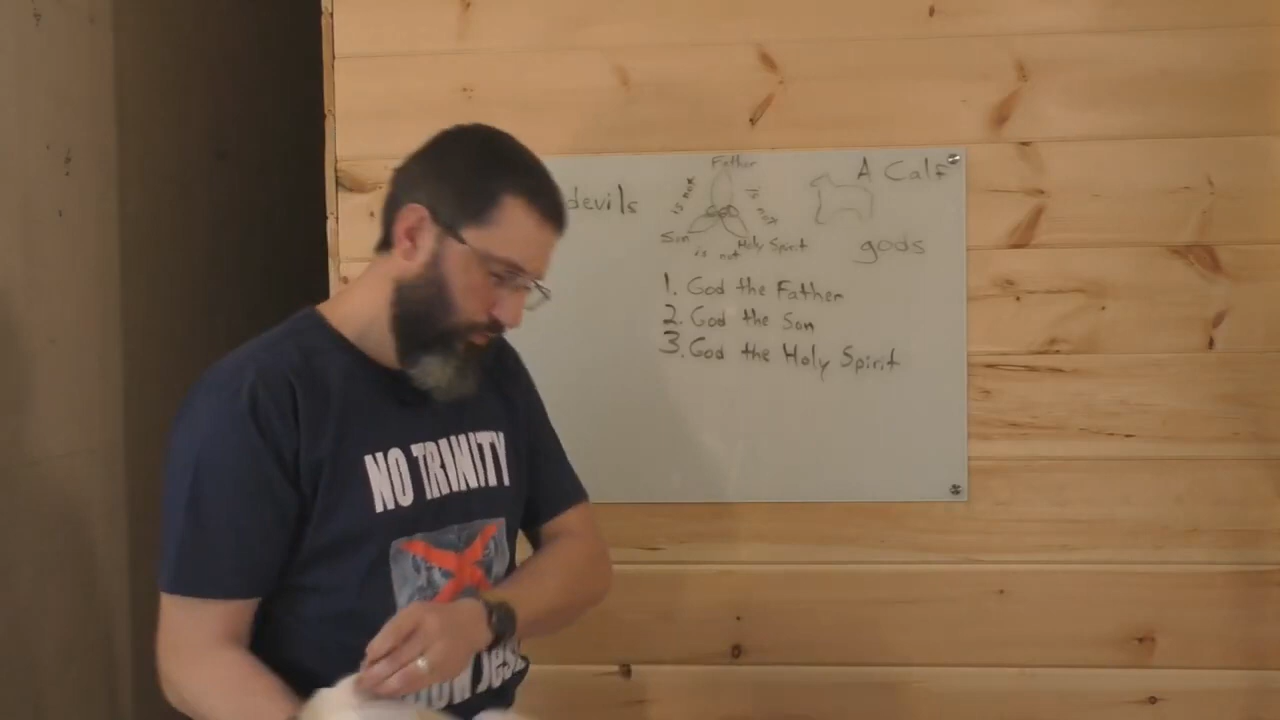 devils
Father
A Calf
is not
is not
Son
is not
Holy Spirit
gods
1. God the Father
2. God the Son
3. God the Holy Spirit
NO TRINITY